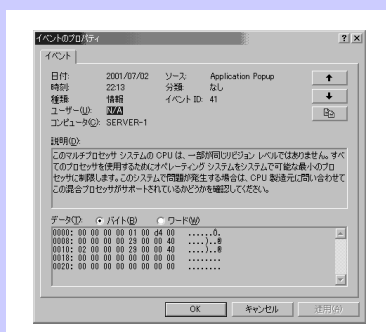 イベントのプロパティ
イベント
日付: 2001/07/02 ソース: Application Popup
時刻: 22:13 分類: なし
種類: 情報 イベント ID: 41
ユーザー(U): N/A
コンピュータ(C): SERVER-1
説明(D):
このマルチプロセッサ システムの CPU は、一部が同じリビジョン レベルではありません。すべ
てのプロセッサを使用するためにオペレーティング システムをシステムで可能な最小のプロ
セッサに制限します。このシステムで問題が発生する場合は、CPU 製造元に問い合わせて
この混合プロセッサがサポートされているかどうかを確認してください。
データ(T): バイト(B) ワード(W)
0000: 00 00 00 00 01 00 d4 00 ......Ô.
0008: 00 00 00 00 29 00 00 40 ....)..@
0010: 02 00 00 00 29 00 00 40 ....)..@
0018: 00 00 00 00 00 00 00 00 ........
0020: 00 00 00 00 00 00 00 00 ........
OK キャンセル 適用(A)